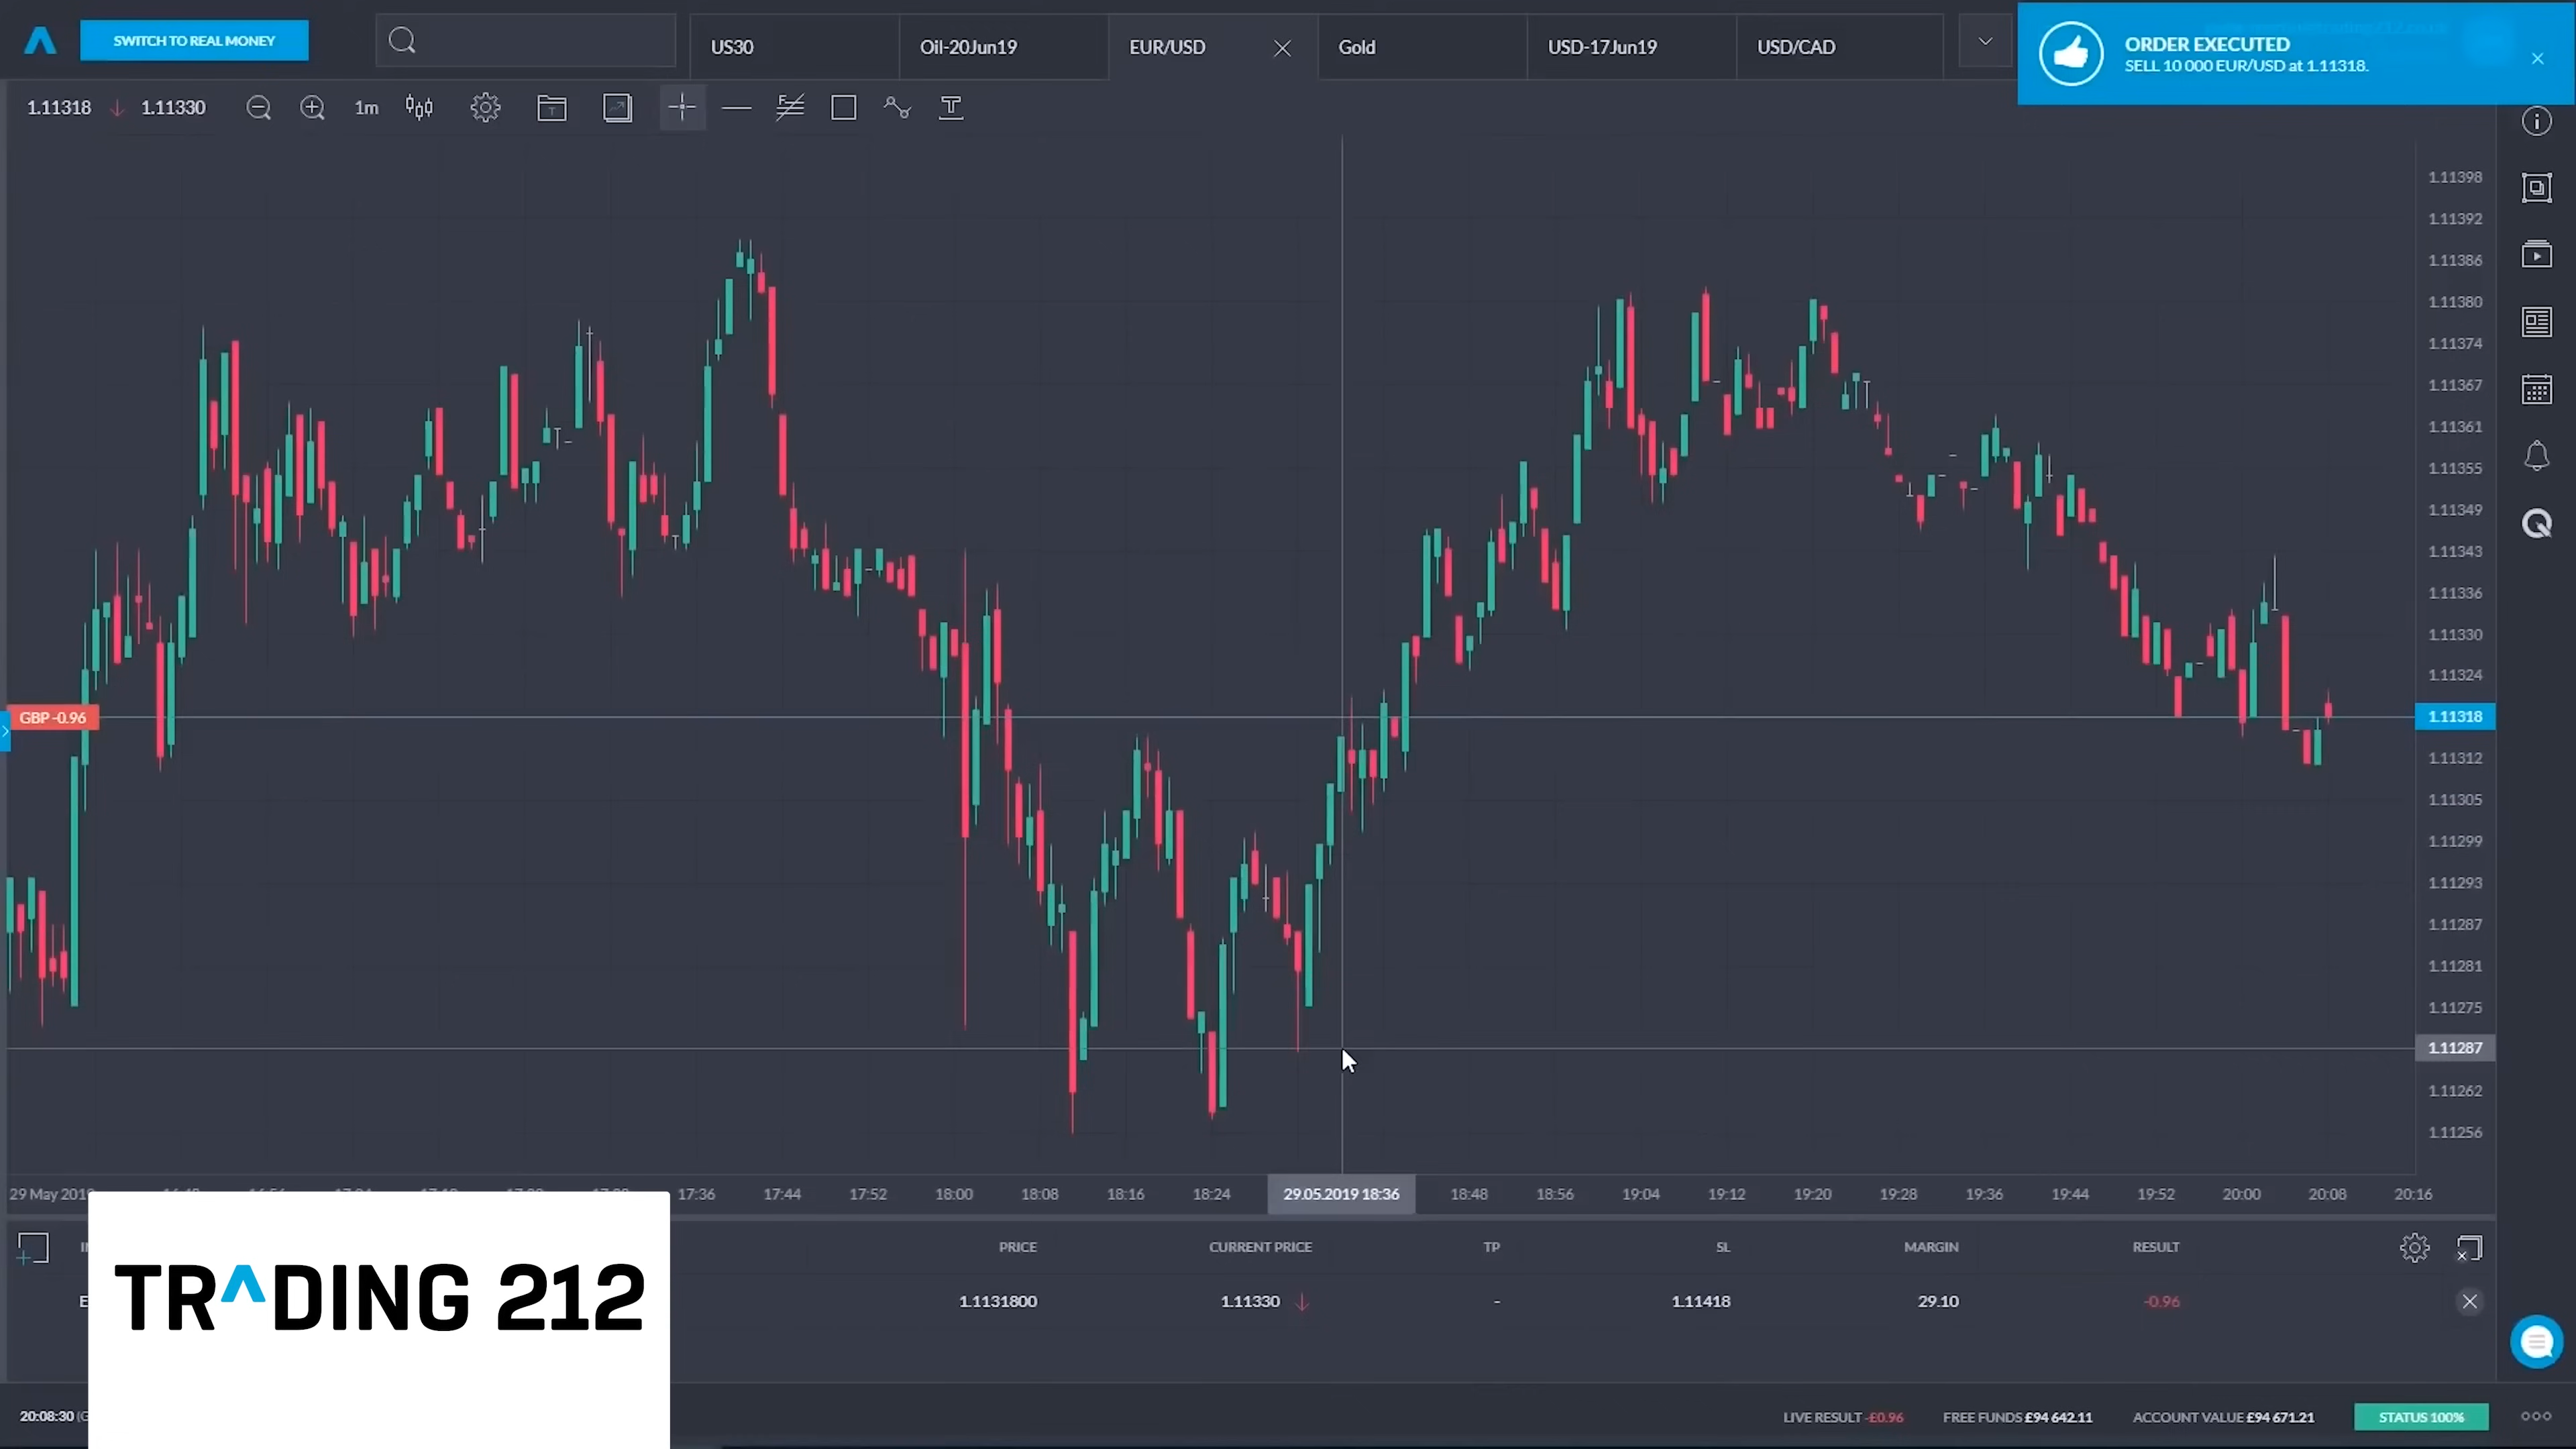 SWITCH TO REAL MONEY
US30
Oil-20Jun19
EUR/USD
Gold
USD-17Jun19
USD/CAD
ORDER EXECUTED
SELL 10 000 EUR/USD at 1.11318.
1.11318
1.11330
1m
1.11398
1.11392
1.11386
1.11380
1.11374
1.11367
1.11361
1.11355
1.11349
1.11343
1.11336
1.11330
1.11324
GBP -0.96
1.11318
1.11312
1.11305
1.11299
1.11293
1.11287
1.11281
1.11275
1.11287
1.11262
1.11256
29 May 2019 17:36 17:44 17:52 18:00 18:08 18:16 18:24 29.05.2019 18:36 18:48 18:56 19:04 19:12 19:20 19:28 19:36 19:44 19:52 20:00 20:08 20:16
PRICE CURRENT PRICE TP SL MARGIN RESULT
1.1131800 1.11330 - 1.11418 29.10 -0.96
TRADING 212
20:08:30
LIVE RESULT -£0.96 FREE FUNDS £94 642.11 ACCOUNT VALUE £94 671.21 STATUS 100%